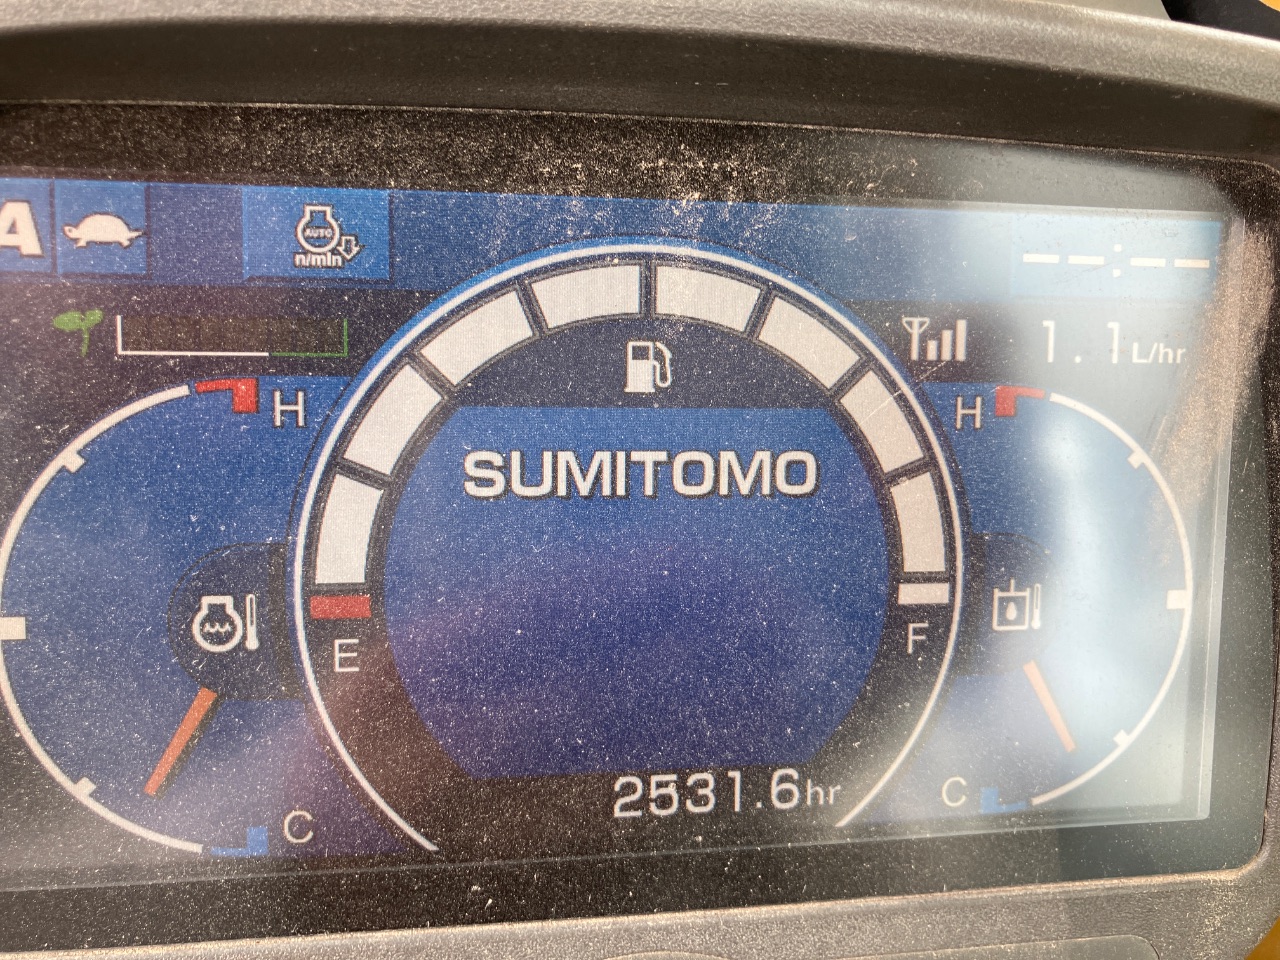 A
AUTO
n/min
--:--
1.1L/hr
H
H
SUMITOMO
E
F
2531.6hr
C
C